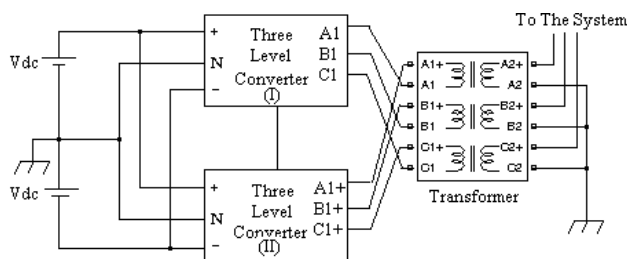 To The System
Vdc
+
N
−
Three
Level
Converter
(I)
A1
B1
C1
Vdc
+
N
−
Three
Level
Converter
(II)
A1+
B1+
C1+
A1+
A1
B1+
B1
C1+
C1
A2+
A2
B2+
B2
C2+
C2
Transformer